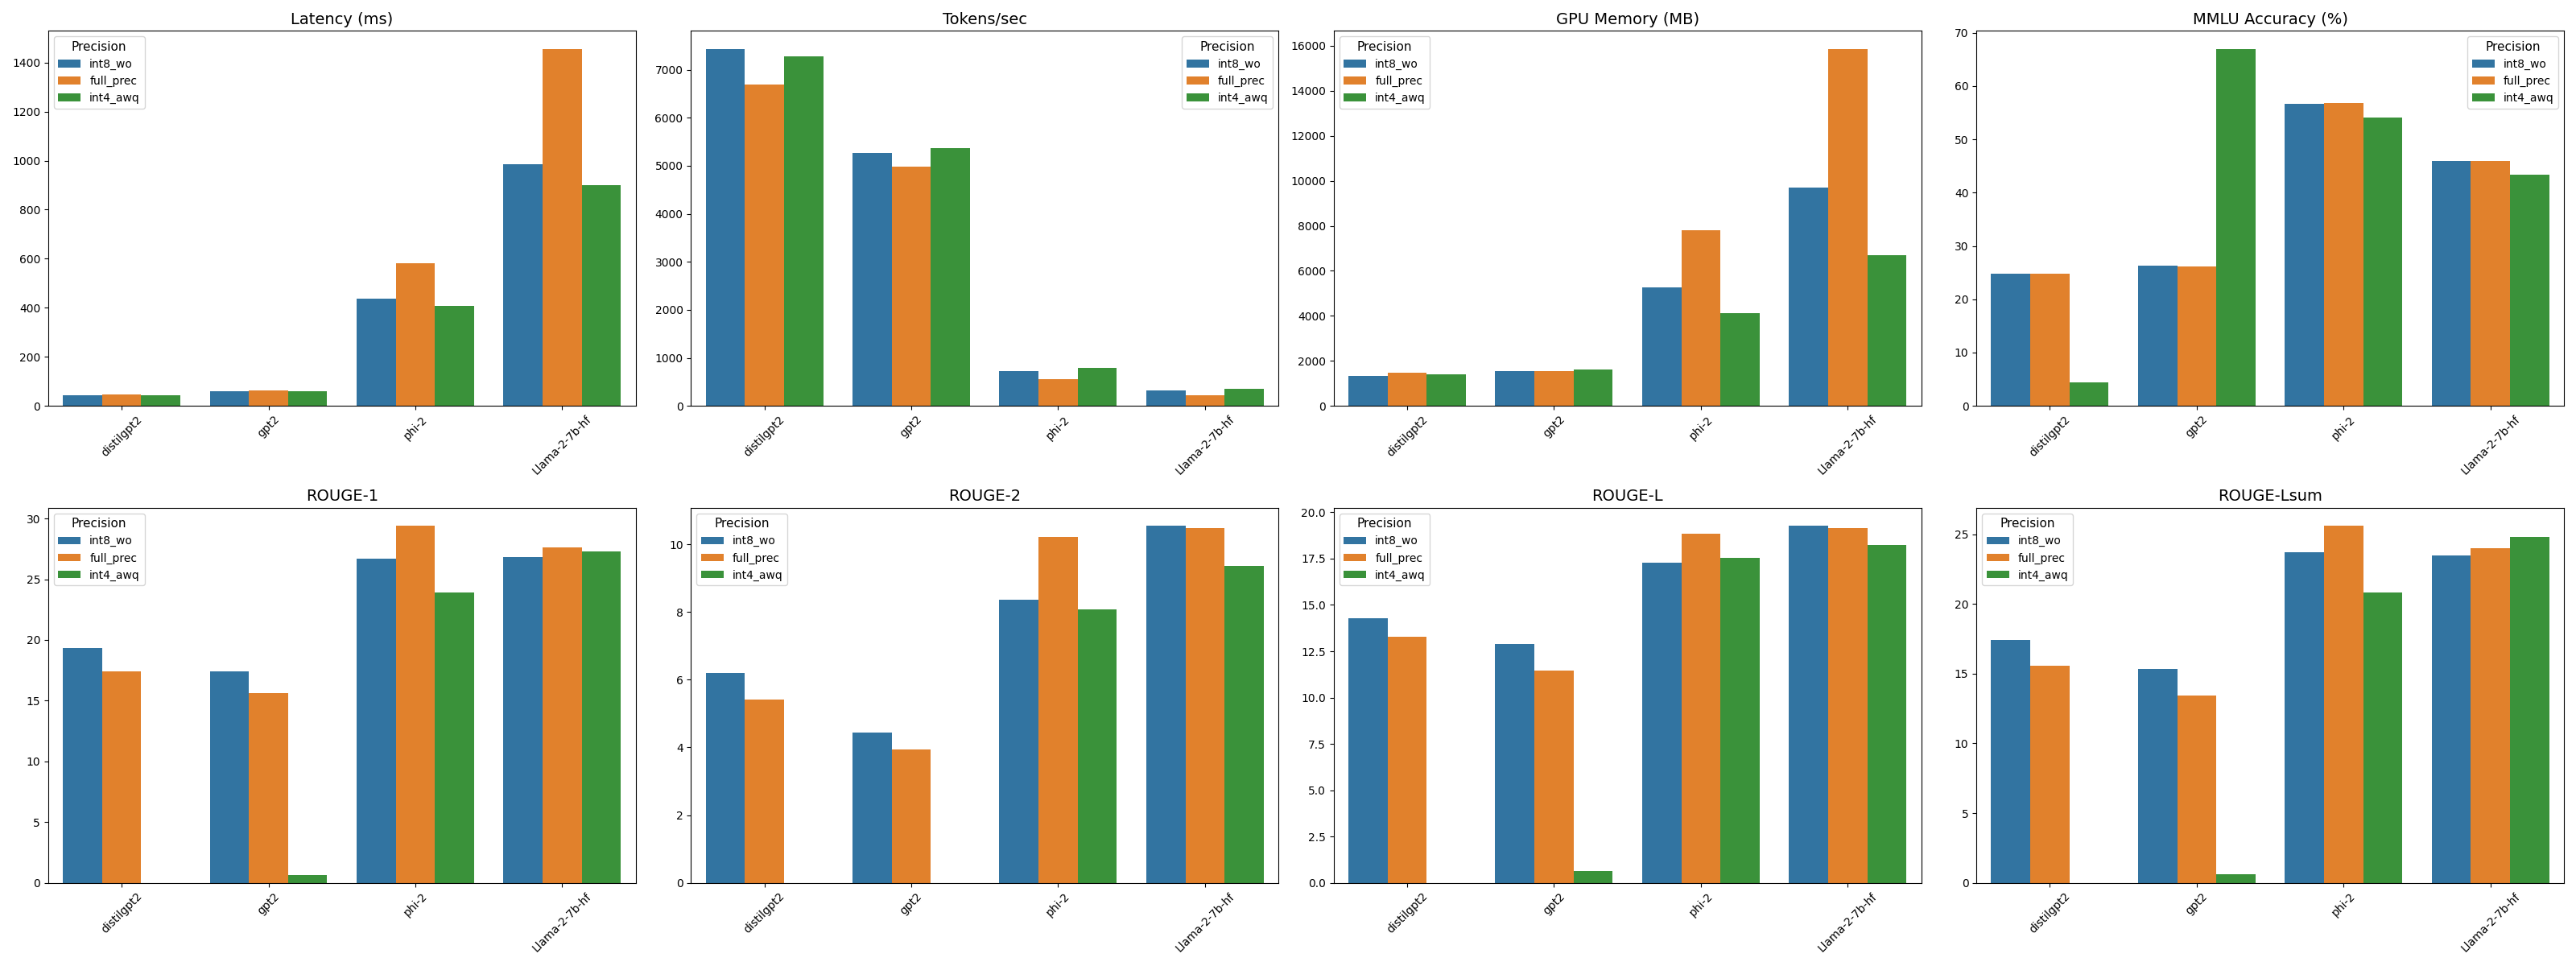 Latency (ms)
Precision
int8_wo
full_prec
int4_awq
1400
1200
1000
800
600
400
200
0
distilgpt2
gpt2
phi-2
Llama-2-7b-hf
Tokens/sec
Precision
int8_wo
full_prec
int4_awq
7000
6000
5000
4000
3000
2000
1000
0
distilgpt2
gpt2
phi-2
Llama-2-7b-hf
GPU Memory (MB)
Precision
int8_wo
full_prec
int4_awq
16000
14000
12000
10000
8000
6000
4000
2000
0
distilgpt2
gpt2
phi-2
Llama-2-7b-hf
MMLU Accuracy (%)
Precision
int8_wo
full_prec
int4_awq
70
60
50
40
30
20
10
0
distilgpt2
gpt2
phi-2
Llama-2-7b-hf
ROUGE-1
Precision
int8_wo
full_prec
int4_awq
30
25
20
15
10
5
0
distilgpt2
gpt2
phi-2
Llama-2-7b-hf
ROUGE-2
Precision
int8_wo
full_prec
int4_awq
10
8
6
4
2
0
distilgpt2
gpt2
phi-2
Llama-2-7b-hf
ROUGE-L
Precision
int8_wo
full_prec
int4_awq
20.0
17.5
15.0
12.5
10.0
7.5
5.0
2.5
0.0
distilgpt2
gpt2
phi-2
Llama-2-7b-hf
ROUGE-Lsum
Precision
int8_wo
full_prec
int4_awq
25
20
15
10
5
0
distilgpt2
gpt2
phi-2
Llama-2-7b-hf